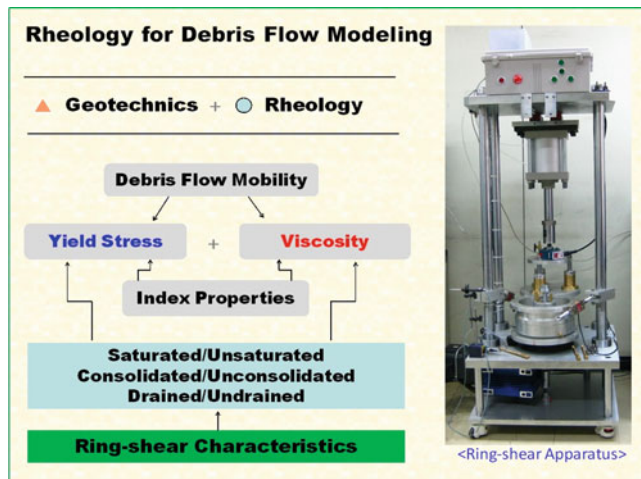 Rheology for Debris Flow Modeling
Geotechnics + Rheology
Debris Flow Mobility
Yield Stress + Viscosity
Index Properties
Saturated/Unsaturated
Consolidated/Unconsolidated
Drained/Undrained
Ring-shear Characteristics
<Ring-shear Apparatus>